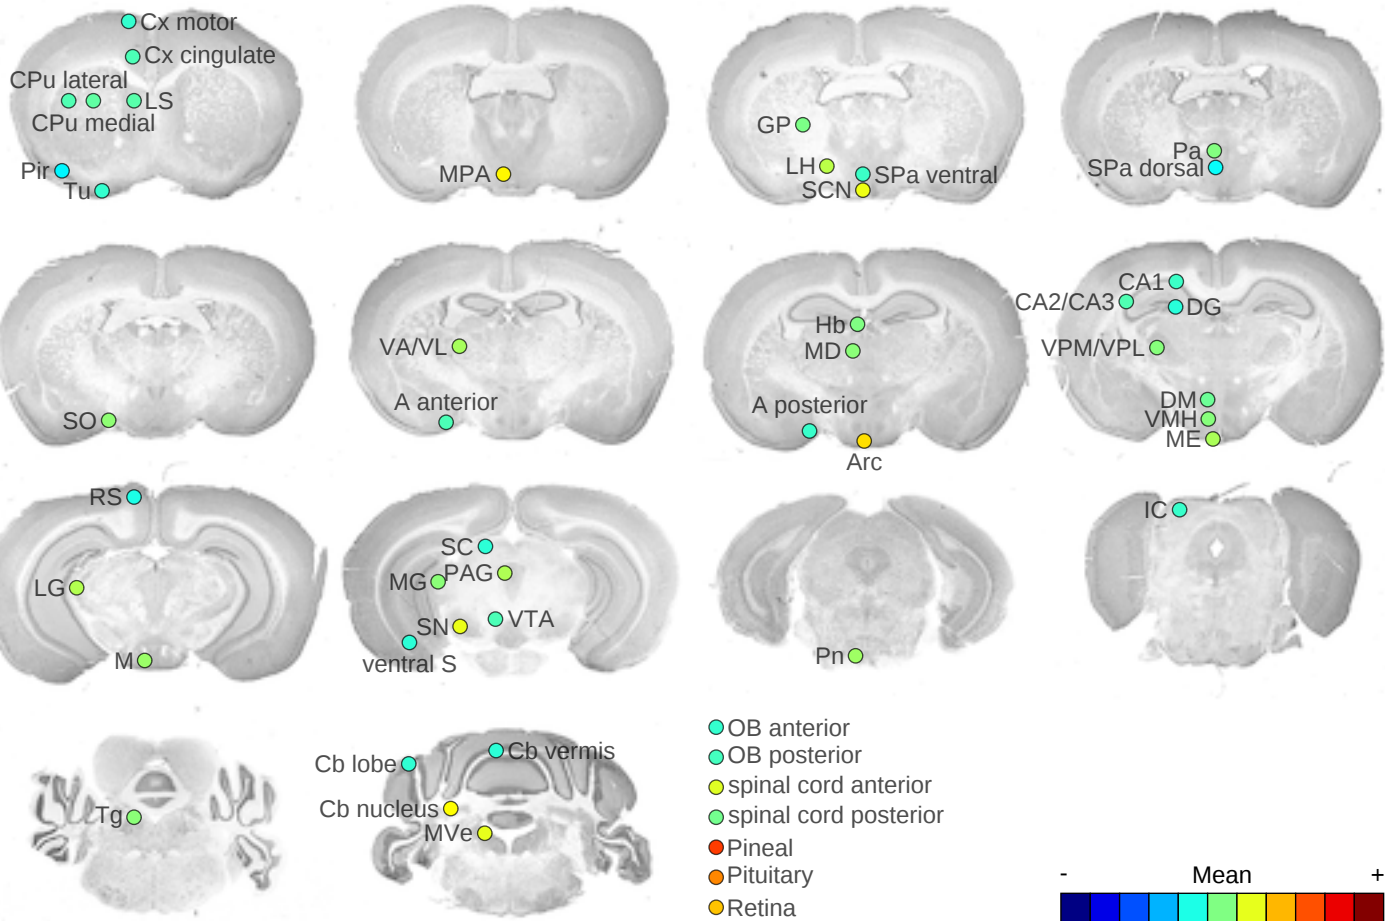 Cx motor
Cx cingulate
CPu lateral
LS
CPu medial
Pir
Tu
MPA
GP
LH
SPa ventral
SCN
Pa
SPa dorsal
SO
VA/VL
A anterior
Hb
MD
A posterior
Arc
CA1
CA2/CA3
DG
VPM/VPL
DM
VMH
ME
RS
LG
M
SC
MG
PAG
SN
VTA
ventral S
Pn
IC
Tg
Cb lobe
Cb vermis
Cb nucleus
MVe
OB anterior
OB posterior
spinal cord anterior
spinal cord posterior
Pineal
Pituitary
Retina
- Mean +